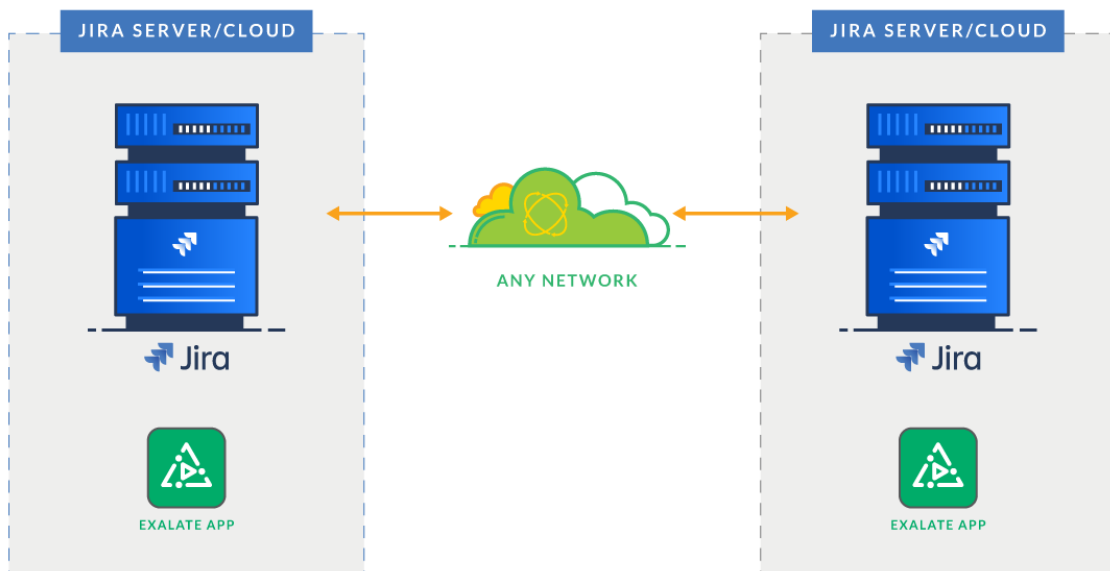 JIRA SERVER/CLOUD
JIRA SERVER/CLOUD
ANY NETWORK
Jira
Jira
EXALATE APP
EXALATE APP